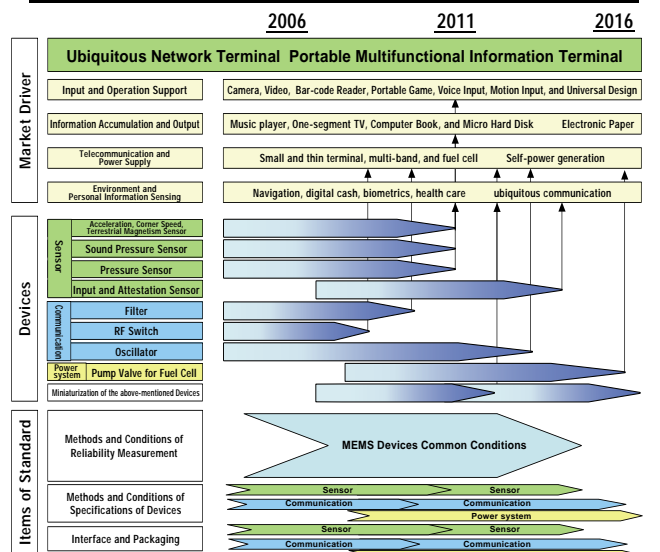 2006 2011 2016
Market Driver
Ubiquitous Network Terminal Portable Multifunctional Information Terminal
Input and Operation Support
Camera, Video, Bar-code Reader, Portable Game, Voice Input, Motion Input, and Universal Design
Information Accumulation and Output
Music player, One-segment TV, Computer Book, and Micro Hard Disk Electronic Paper
Telecommunication and
Power Supply
Small and thin terminal, multi-band, and fuel cell Self-power generation
Environment and
Personal Information Sensing
Navigation, digital cash, biometrics, health care ubiquitous communication
Devices
Sensor
Acceleration, Corner Speed,
Terrestrial Magnetism Sensor
Sound Pressure Sensor
Pressure Sensor
Input and Attestation Sensor
Communication
Filter
RF Switch
Oscillator
Power
system
Pump Valve for Fuel Cell
Miniaturization of the above-mentioned Devices
Items of Standard
Methods and Conditions of
Reliability Measurement
MEMS Devices Common Conditions
Methods and Conditions of
Specifications of Devices
Sensor Sensor
Communication Communication
Power system
Interface and Packaging
Sensor Sensor
Communication Communication